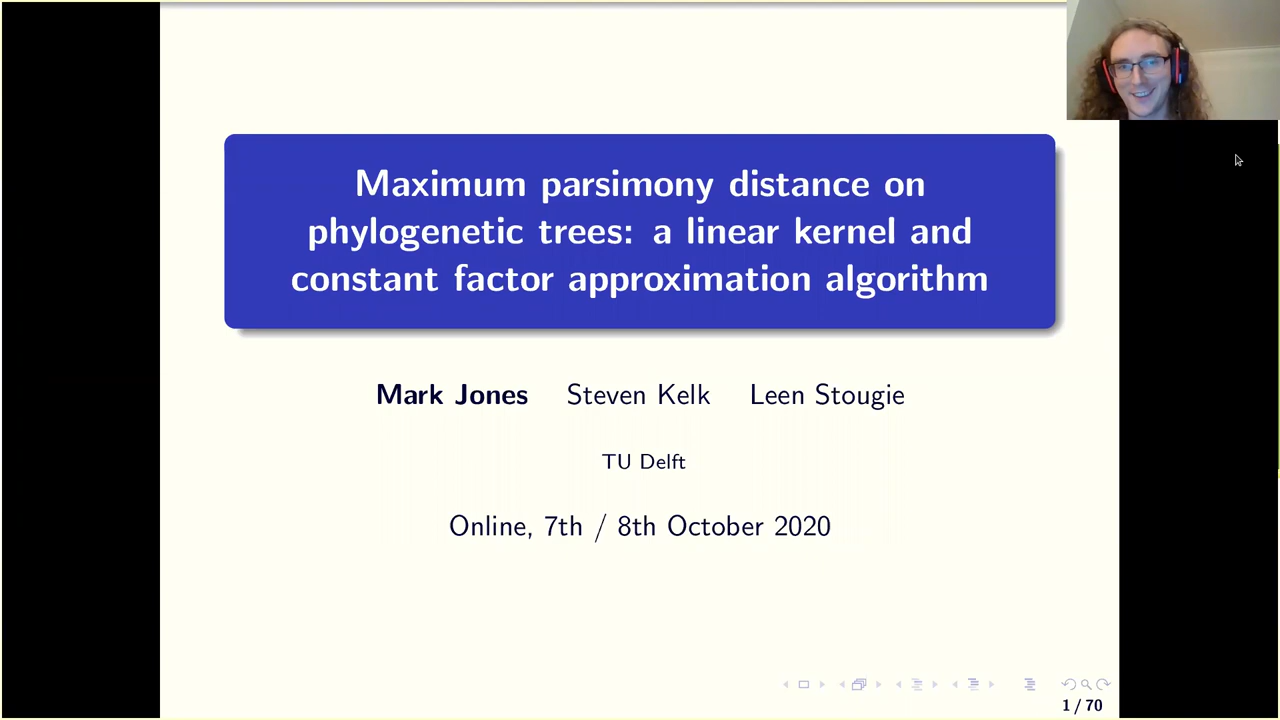 Maximum parsimony distance on
phylogenetic trees: a linear kernel and
constant factor approximation algorithm
Mark Jones Steven Kelk Leen Stougie
TU Delft
Online, 7th / 8th October 2020
1 / 70